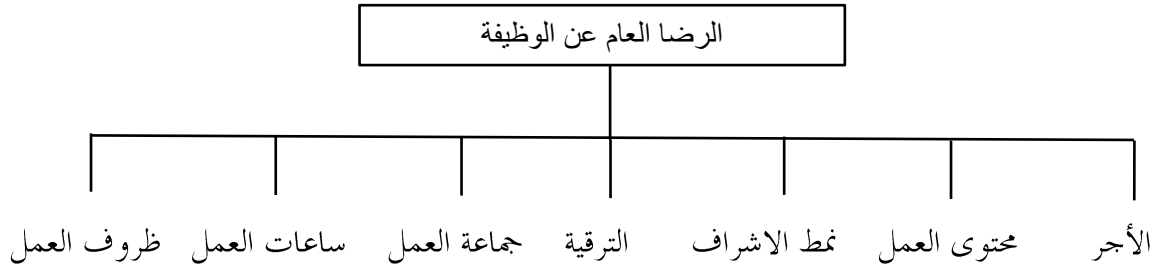 الرضا العام عن الوظيفة
الأجر محتوى العمل نمط الاشراف الترقية جماعة العمل ساعات العمل ظروف العمل